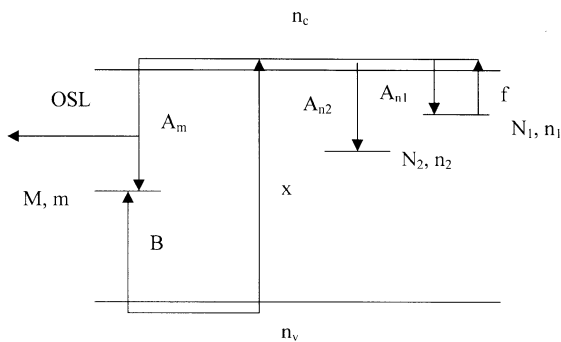 n_c
OSL
A_m
A_n2
A_n1
f
N_1, n_1
N_2, n_2
M, m
x
B
n_v